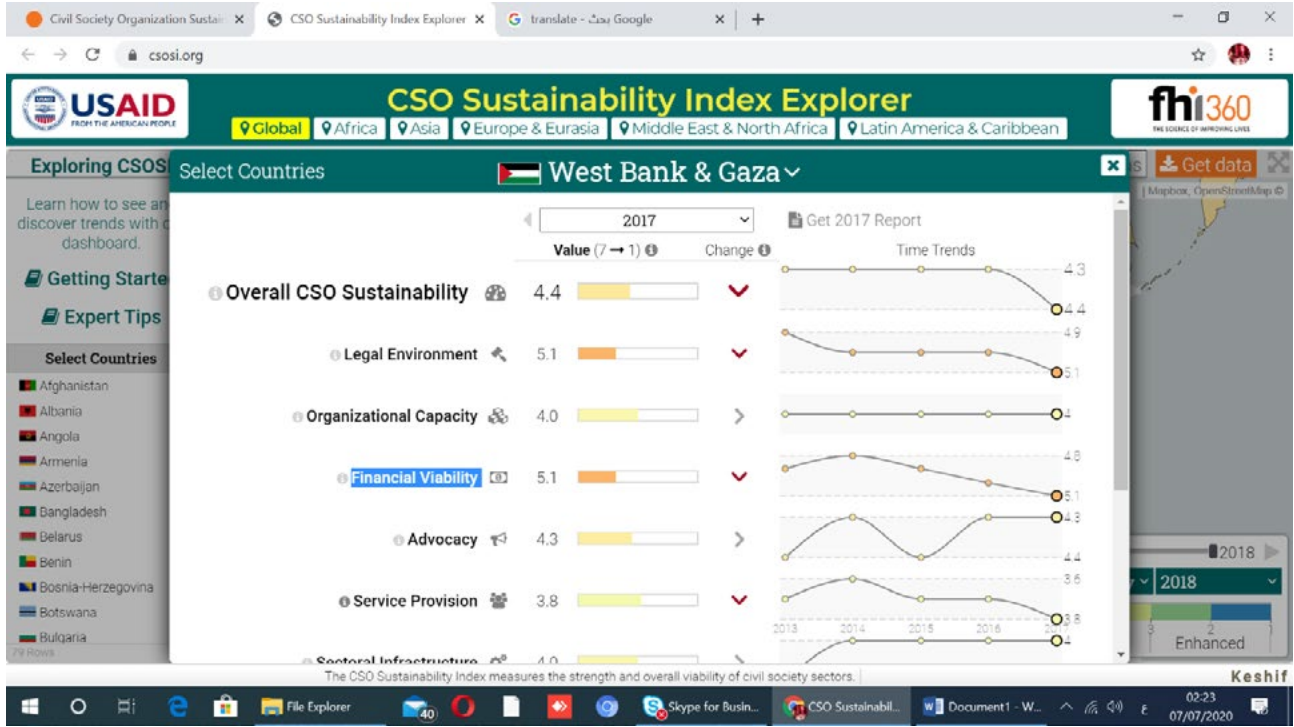 Civil Society Organization Sustai
CSO Sustainability Index Explorer
translate - بحث Google
csosi.org
USAID
FROM THE AMERICAN PEOPLE
CSO Sustainability Index Explorer
Global
Africa
Asia
Europe & Eurasia
Middle East & North Africa
Latin America & Caribbean
fhi360
THE SCIENCE OF IMPROVING LIVES
Exploring CSOS
Learn how to see an
discover trends with
dashboard.
Getting Starte
Expert Tips
Select Countries
Afghanistan
Albania
Angola
Armenia
Azerbaijan
Bangladesh
Belarus
Benin
Bosnia-Herzegovina
Botswana
Bulgaria
79 Rows
Select Countries
West Bank & Gaza
2017
Get 2017 Report
Value (7 → 1)
Change
Time Trends
Overall CSO Sustainability 4.4
4.3
4.4
Legal Environment 5.1
4.9
5.1
Organizational Capacity 4.0
4
Financial Viability 5.1
4.8
5.1
Advocacy 4.3
4.3
4.4
Service Provision 3.8
3.6
3.8
2013 2014 2015 2016
Sectoral Infrastructure 4.0
4
Get data
Mapbox, OpenStreetMap ©
2018
2018
3 2 1
Enhanced
The CSO Sustainability Index measures the strength and overall viability of civil society sectors.
Keshif
File Explorer
40
Skype for Busin...
CSO Sustainabil...
Document1 - W...
ع
02:23
07/07/2020